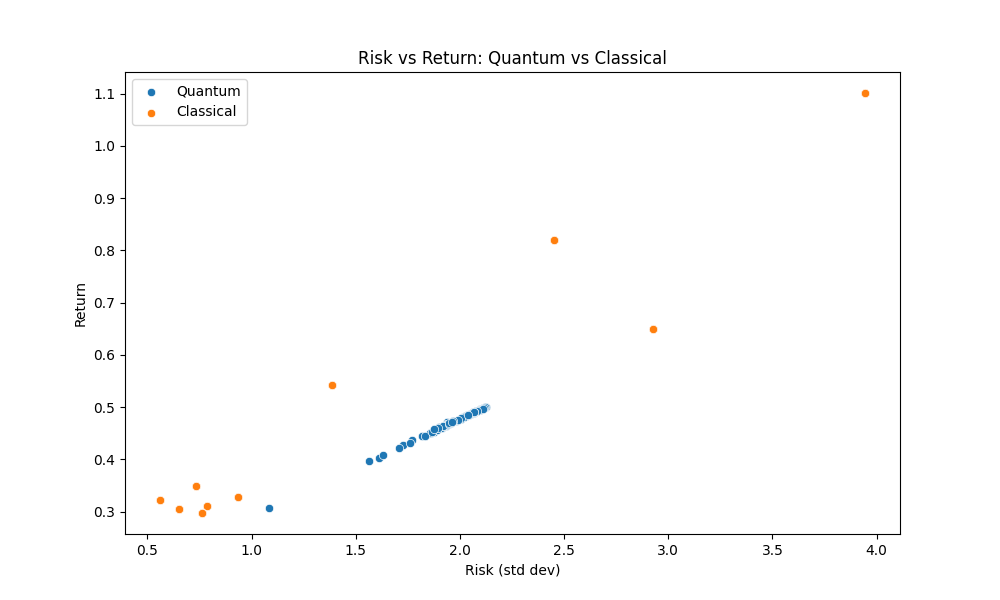 Risk vs Return: Quantum vs Classical
Quantum
Classical
1.1
1.0
0.9
0.8
0.7
0.6
0.5
0.4
0.3
Return
0.5 1.0 1.5 2.0 2.5 3.0 3.5 4.0
Risk (std dev)